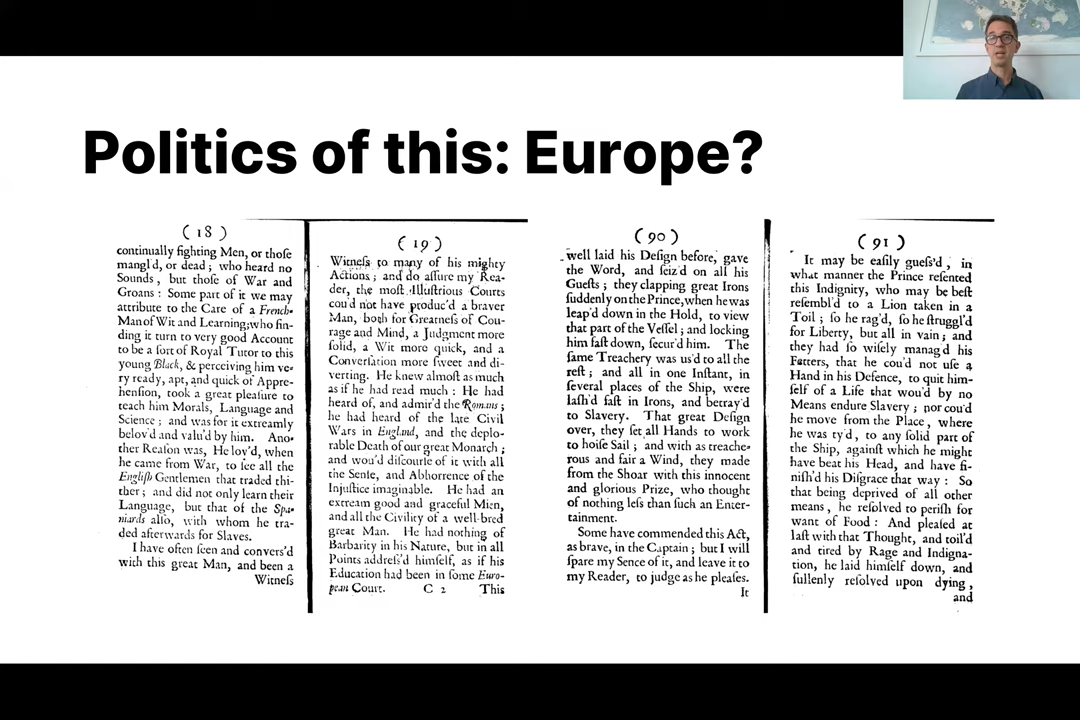 Politics of this: Europe?
( 18 )
continually fighting Men, or those
mangl'd, or dead ; who heard no
Sounds , but those of War and
Groans : Some part of it we may
attribute to the Care of a French-
Man of Wit and Learning; who fin-
ding it turn to very good Account
to be a sort of Royal Tutor to this
young Black, & perceiving him ve-
ry ready, apt, and quick of Appre-
hension, took a great pleasure to
teach him Morals, Language and
Science ; and was for it extreamly
belov'd and valu'd by him. Ano-
ther Reason was, He lov'd, when
he came from War, to see all the
English Gentlemen that traded thi-
ther ; and did not only learn their
Language, but that of the Spa-
niards also, with whom he tra-
ded afterwards for Slaves.
I have often seen and convers'd
with this great Man, and been a
Witness
( 19 )
Witness to many of his mighty
Actions ; and do assure my Rea-
der, the most Illustrious Courts
cou'd not have produc'd a braver
Man, both for Greatness of Cou-
rage and Mind, a Judgment more
solid, a Wit more quick, and a
Conversation more sweet and di-
verting. He knew almost as much
as if he had read much : He had
heard of, and admir'd the Romans ;
he had heard of the late Civil
Wars in England, and the deplo-
rable Death of our great Monarch ;
and wou'd discourse of it with all
the Sense, and Abhorrence of the
Injustice imaginable. He had an
extream good and graceful Mien,
and all the Civility of a well-bred
great Man. He had nothing of
Barbarity in his Nature, but in all
Points address'd himself, as if his
Education had been in some Euro-
pean Court. C 2 This
( 90 )
well laid his Design before, gave
the Word, and seiz'd on all his
Guests ; they clapping great Irons
suddenly on the Prince, when he was
leap'd down in the Hold, to view
that part of the Vessel ; and locking
him fast down, secur'd him. The
same Treachery was us'd to all the
rest ; and all in one Instant, in
several places of the Ship, were
lash'd fast in Irons, and betray'd
to Slavery. That great Design
over, they set all Hands to work
to hoise Sail ; and with as treache-
rous and fair a Wind, they made
from the Shoar with this innocent
and glorious Prize, who thought
of nothing less than such an Enter-
tainment.
Some have commended this Act,
as brave, in the Captain ; but I will
spare my Sence of it, and leave it to
my Reader, to judge as he pleases.
It
( 91 )
It may be easily guess'd, in
what manner the Prince resented
this Indignity, who may be best
resembl'd to a Lion taken in a
Toil ; so he rag'd, so he struggl'd
for Liberty, but all in vain ; and
they had so wisely manag'd his
Fetters, that he cou'd not use a
Hand in his Defence, to quit him-
self of a Life that wou'd by no
Means endure Slavery ; nor cou'd
he move from the Place, where
he was ty'd, to any solid part of
the Ship, against which he might
have beat his Head, and have fi-
nish'd his Disgrace that way : So
that being deprived of all other
means, he resolved to perish for
want of Food : And pleased at
last with that Thought, and toil'd
and tired by Rage and Indigna-
tion, he laid himself down, and
sullenly resolved upon dying,
and